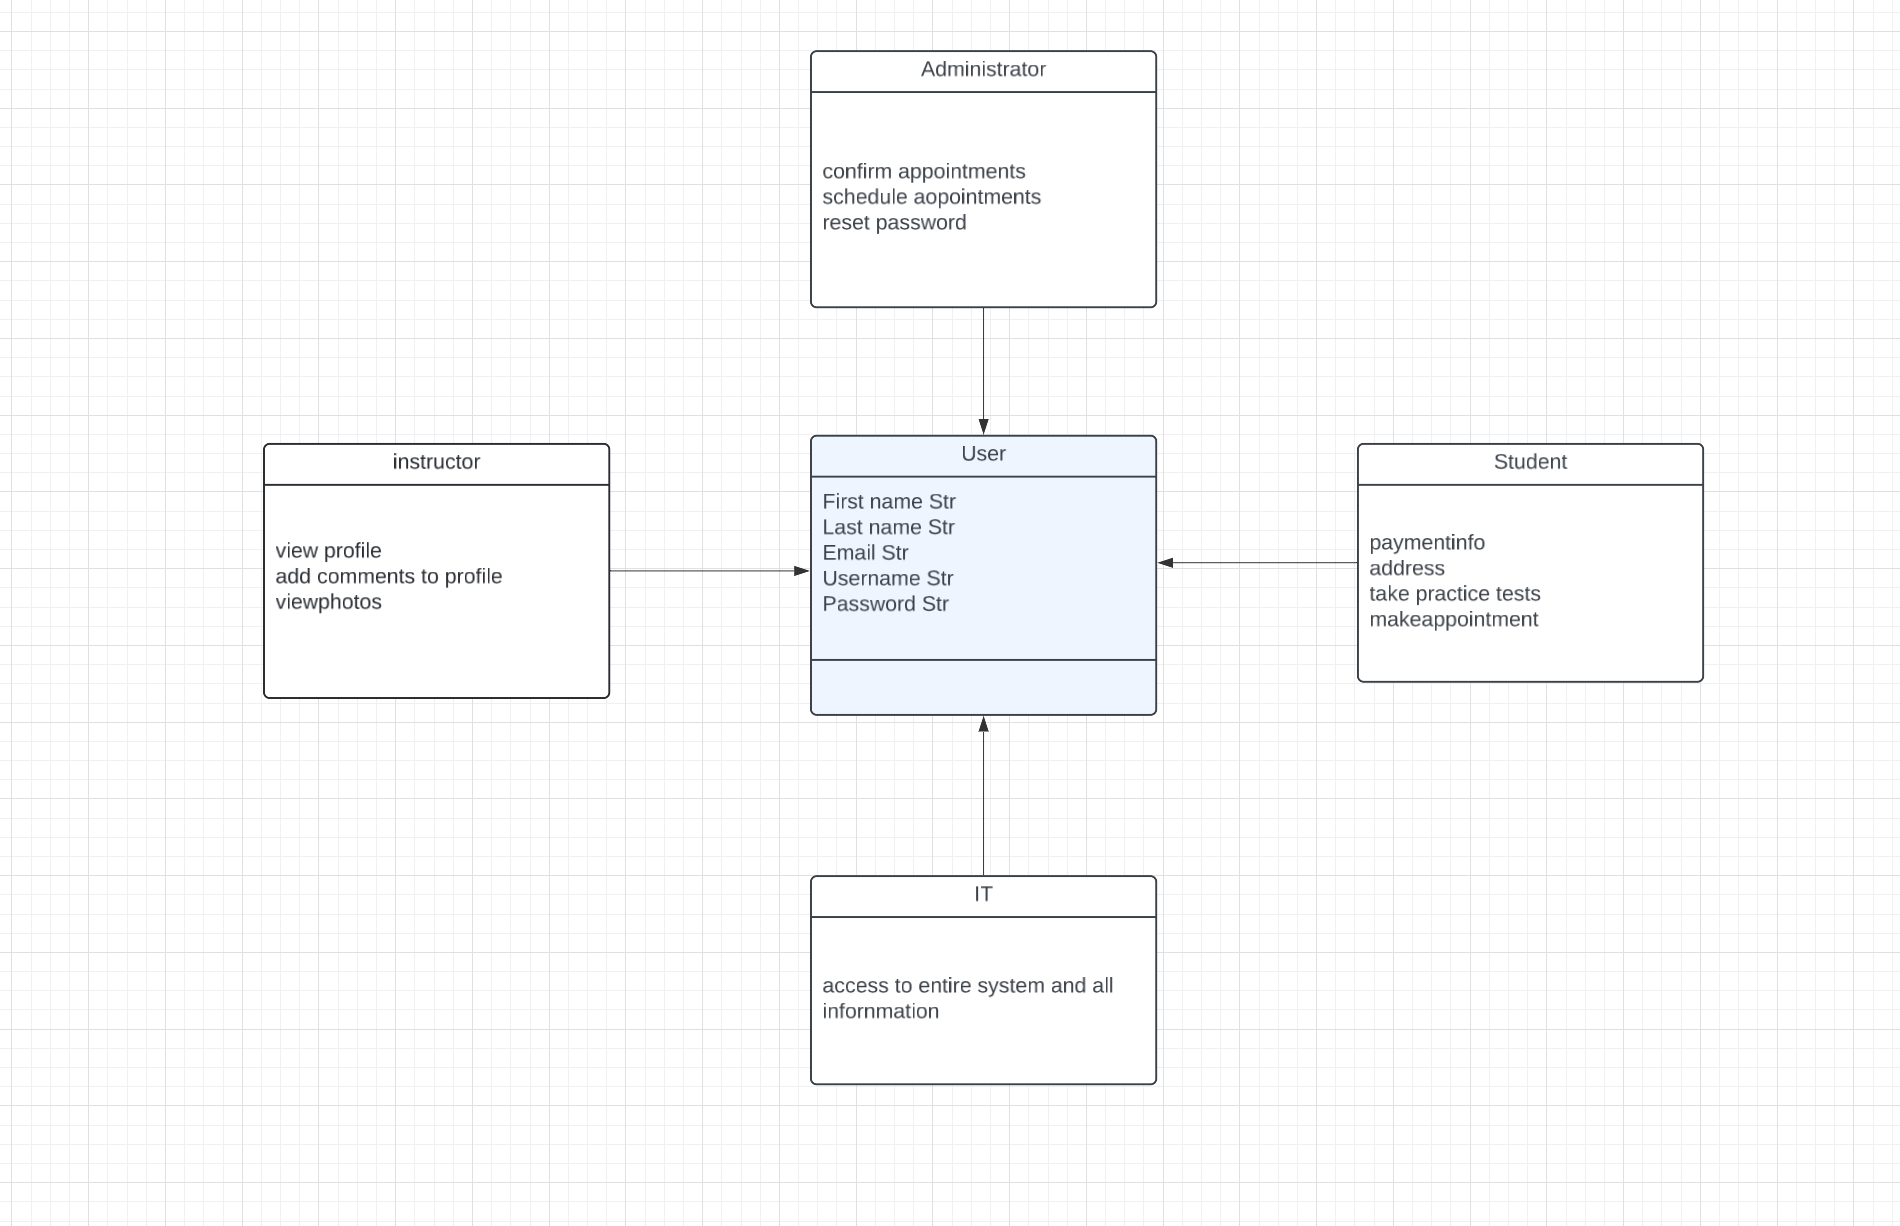 Administrator
confirm appointments
schedule aopointments
reset password
instructor
view profile
add comments to profile
viewphotos
User
First name Str
Last name Str
Email Str
Username Str
Password Str
Student
paymentinfo
address
take practice tests
makeappointment
IT
access to entire system and all
infornmation